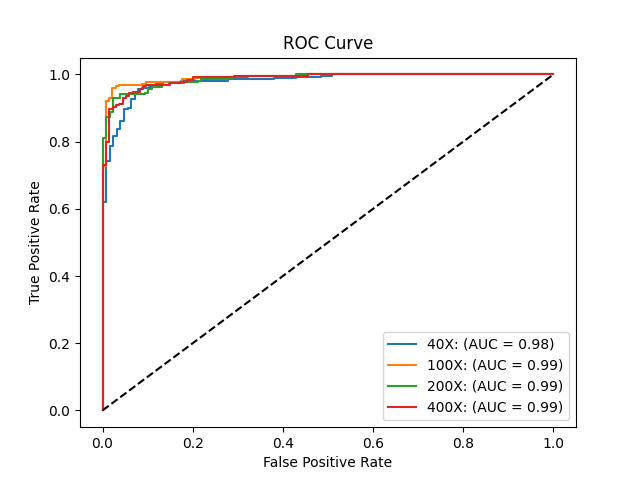 ROC Curve
True Positive Rate
1.0
0.8
0.6
0.4
0.2
0.0
40X: (AUC = 0.98)
100X: (AUC = 0.99)
200X: (AUC = 0.99)
400X: (AUC = 0.99)
0.0 0.2 0.4 0.6 0.8 1.0
False Positive Rate